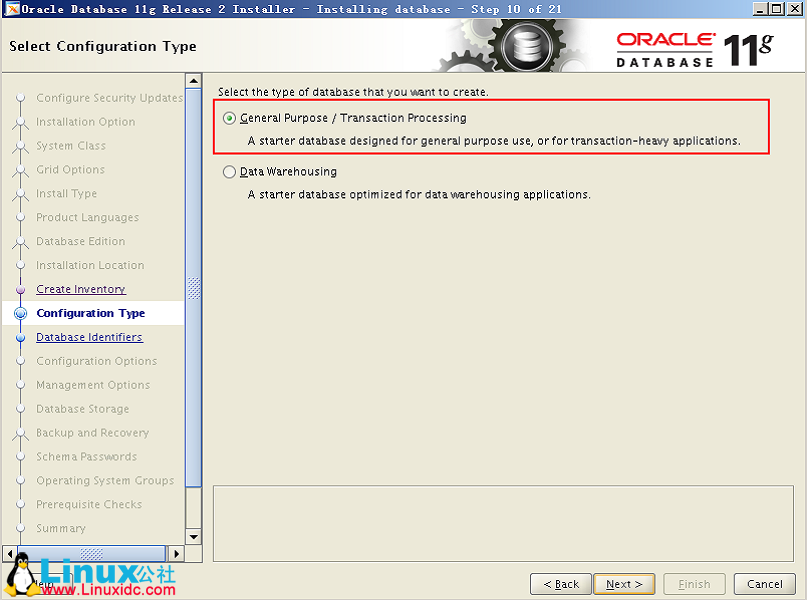 Oracle Database 11g Release 2 Installer - Installing database - Step 10 of 21
Select Configuration Type
ORACLE
DATABASE
11g
Configure Security Updates
Installation Option
System Class
Grid Options
Install Type
Product Languages
Database Edition
Installation Location
Create Inventory
Configuration Type
Database Identifiers
Configuration Options
Management Options
Database Storage
Backup and Recovery
Schema Passwords
Operating System Groups
Prerequisite Checks
Summary
Select the type of database that you want to create.
General Purpose / Transaction Processing
A starter database designed for general purpose use, or for transaction-heavy applications.
Data Warehousing
A starter database optimized for data warehousing applications.
Linux公社
www.Linuxidc.com
< Back
Next >
Finish
Cancel